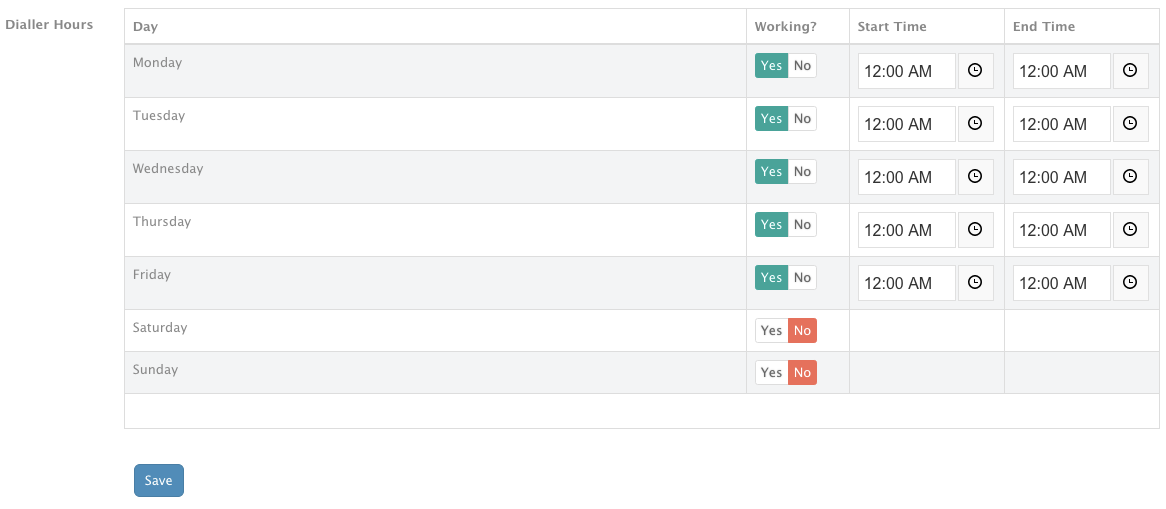 Dialler Hours
Day Working? Start Time End Time
Monday Yes No 12:00 AM 12:00 AM
Tuesday Yes No 12:00 AM 12:00 AM
Wednesday Yes No 12:00 AM 12:00 AM
Thursday Yes No 12:00 AM 12:00 AM
Friday Yes No 12:00 AM 12:00 AM
Saturday Yes No
Sunday Yes No
Save